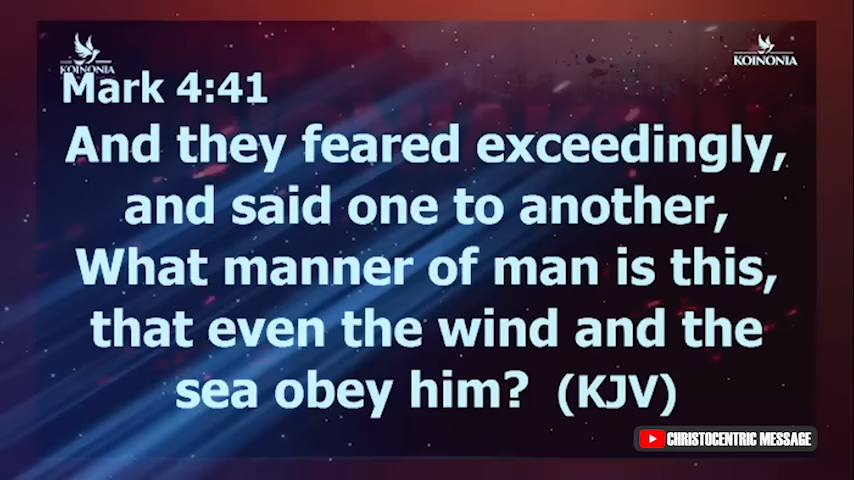 KOINONIA
KOINONIA
Mark 4:41
And they feared exceedingly,
and said one to another,
What manner of man is this,
that even the wind and the
sea obey him? (KJV)
CHRISTOCENTRIC MESSAGE